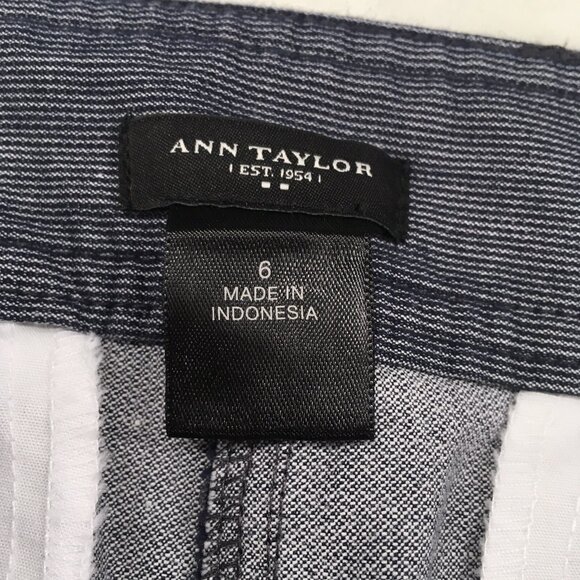 ANN TAYLOR
EST. 1954
6
MADE IN
INDONESIA